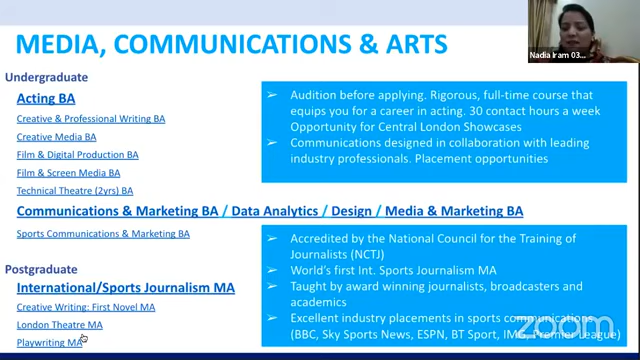 MEDIA, COMMUNICATIONS & ARTS
Nadia Iram 03...
Undergraduate
Acting BA
Creative & Professional Writing BA
Creative Media BA
Film & Digital Production BA
Film & Screen Media BA
Technical Theatre (2yrs) BA
➢ Audition before applying. Rigorous, full-time course that
equips you for a career in acting. 30 contact hours a week
Opportunity for Central London Showcases
➢ Communications designed in collaboration with leading
industry professionals. Placement opportunities
Communications & Marketing BA / Data Analytics / Design / Media & Marketing BA
Sports Communications & Marketing BA
Postgraduate
International/Sports Journalism MA
Creative Writing: First Novel MA
London Theatre MA
Playwriting MA
➢ Accredited by the National Council for the Training of
Journalists (NCTJ)
➢ World's first Int. Sports Journalism MA
➢ Taught by award winning journalists, broadcasters and
academics
➢ Excellent industry placements in sports communications
(BBC, Sky Sports News, ESPN, BT Sport, IMG, Premier League)
zoom